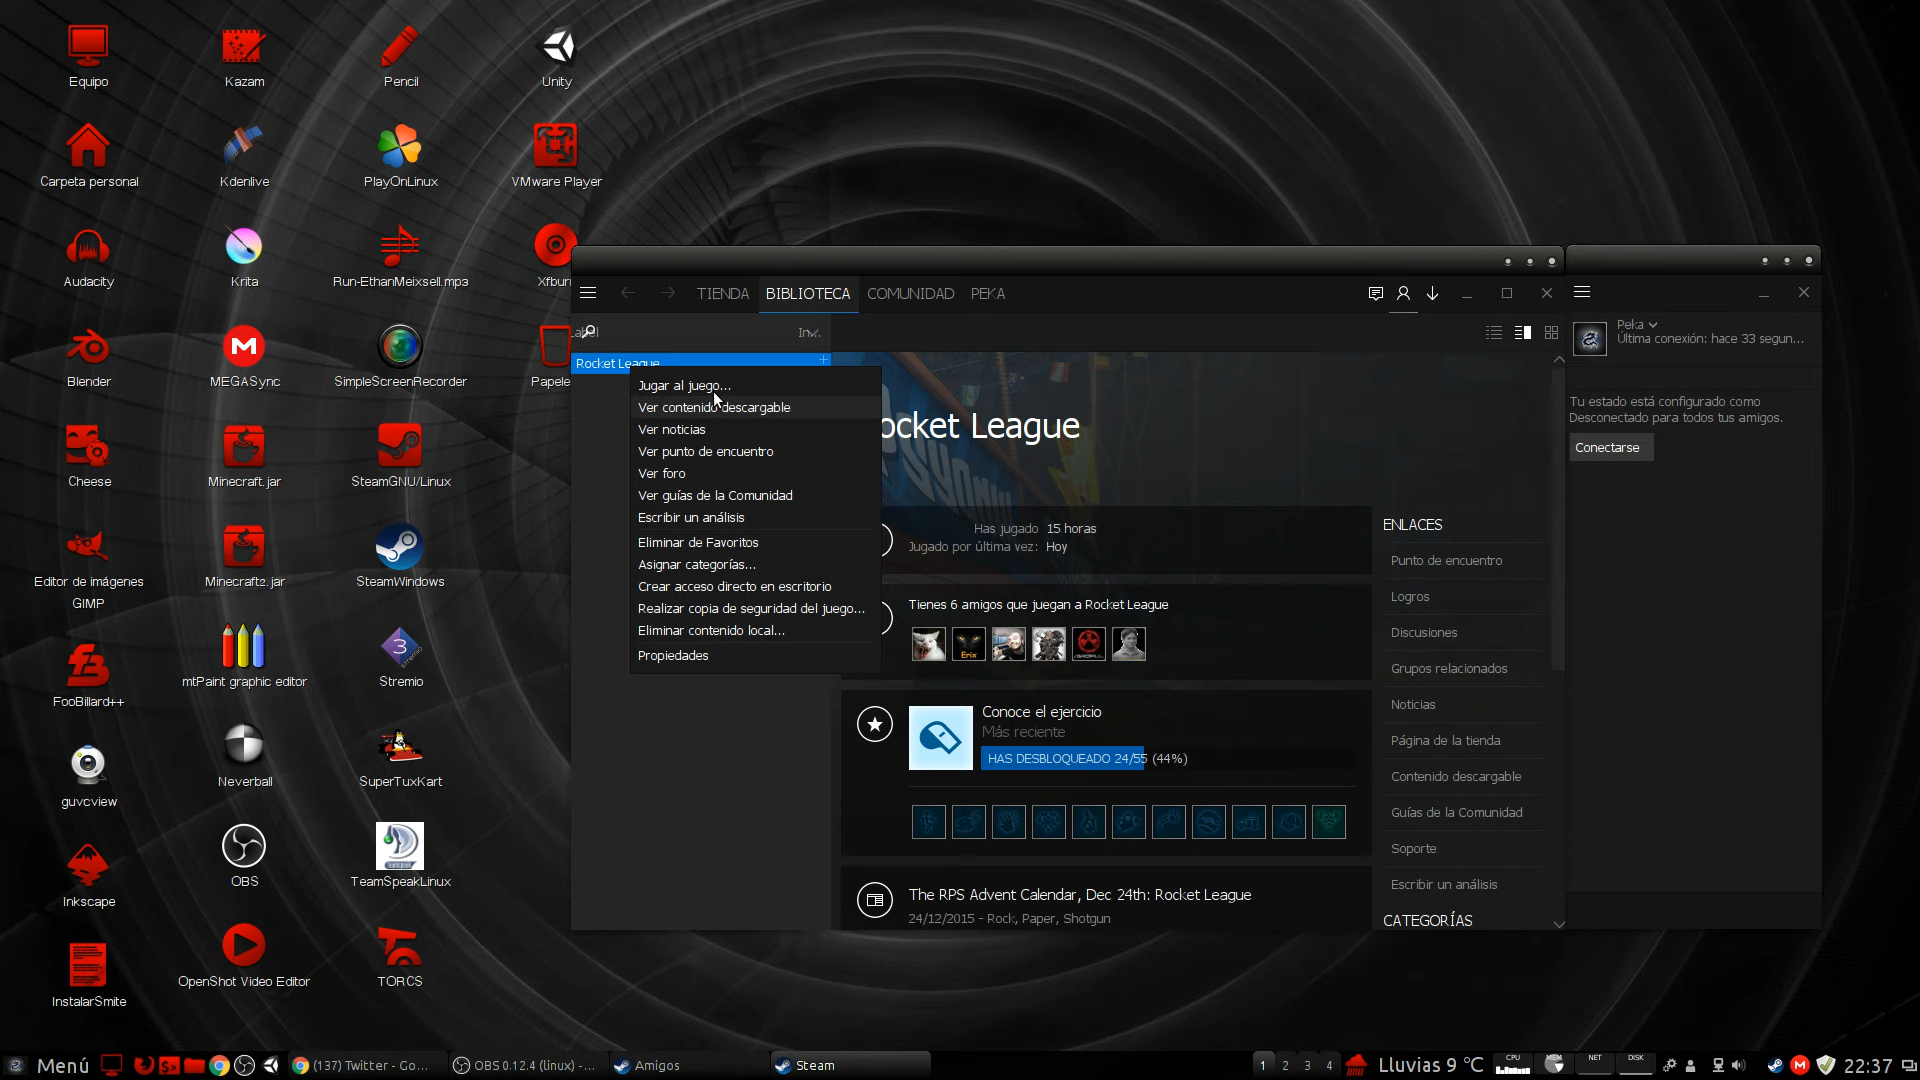 Equipo
Kazam
Pencil
Unity
Carpeta personal
Kdenlive
PlayOnLinux
VMware Player
Audacity
Krita
Run-EthanMeixsell.mp3
Xfburn
Blender
MEGASync
SimpleScreenRecorder
Papele
Cheese
Minecraft.jar
SteamGNU/Linux
Editor de imágenes
GIMP
Minecraft2.jar
SteamWindows
FooBillard++
mtPaint graphic editor
Stremio
guvcview
Neverball
SuperTuxKart
Inkscape
OBS
TeamSpeakLinux
InstalarSmite
OpenShot Video Editor
TORCS
TIENDA
BIBLIOTECA
COMUNIDAD
PEKA
Rocket League
Jugar al juego...
Ver contenido descargable
Ver noticias
Ver punto de encuentro
Ver foro
Ver guías de la Comunidad
Escribir un análisis
Eliminar de Favoritos
Asignar categorías...
Crear acceso directo en escritorio
Realizar copia de seguridad del juego...
Eliminar contenido local...
Propiedades
ocket League
Has jugado 15 horas
Jugado por última vez: Hoy
Tienes 6 amigos que juegan a Rocket League
Erix
Conoce el ejercicio
Más reciente
HAS DESBLOQUEADO 24/55 (44%)
The RPS Advent Calendar, Dec 24th: Rocket League
24/12/2015 - Rock, Paper, Shotgun
ENLACES
Punto de encuentro
Logros
Discusiones
Grupos relacionados
Noticias
Página de la tienda
Contenido descargable
Guías de la Comunidad
Soporte
Escribir un análisis
CATEGORÍAS
Peka
Última conexión: hace 33 segun...
Tu estado está configurado como
Desconectado para todos tus amigos.
Conectarse
Menú
(137) Twitter - Go...
OBS 0.12.4 (linux) -...
Amigos
Steam
1 2 3 4
Lluvias 9 °C
CPU
MEM
NET
DISK
22:37